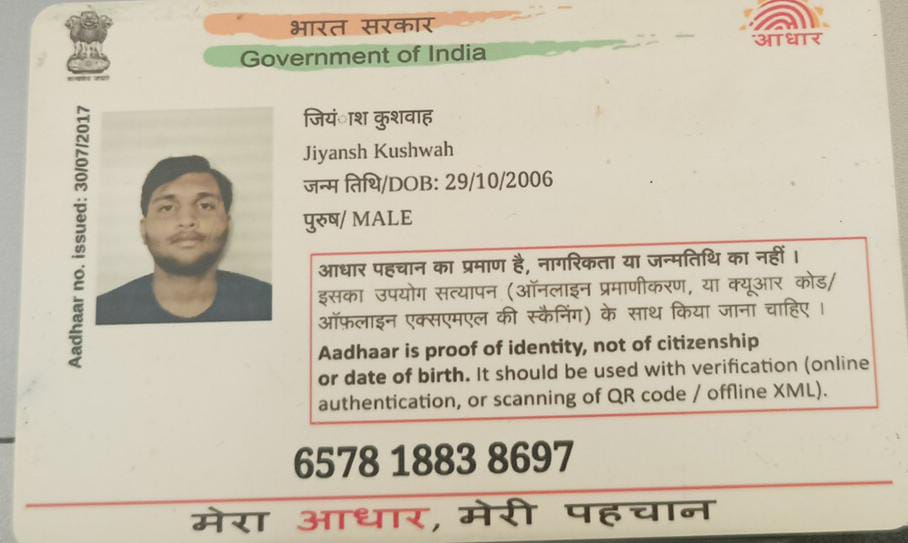 भारत सरकार
Government of India
आधार
Aadhaar no. issued: 30/07/2017
जियं◌ाश कुशवाह
Jiyansh Kushwah
जन्म तिथि/DOB: 29/10/2006
पुरुष/ MALE
आधार पहचान का प्रमाण है, नागरिकता या जन्मतिथि का नहीं ।
इसका उपयोग सत्यापन (ऑनलाइन प्रमाणीकरण, या क्यूआर कोड/
ऑफ़लाइन एक्सएमएल की स्कैनिंग) के साथ किया जाना चाहिए ।
Aadhaar is proof of identity, not of citizenship
or date of birth. It should be used with verification (online
authentication, or scanning of QR code / offline XML).
6578 1883 8697
मेरा आधार, मेरी पहचान